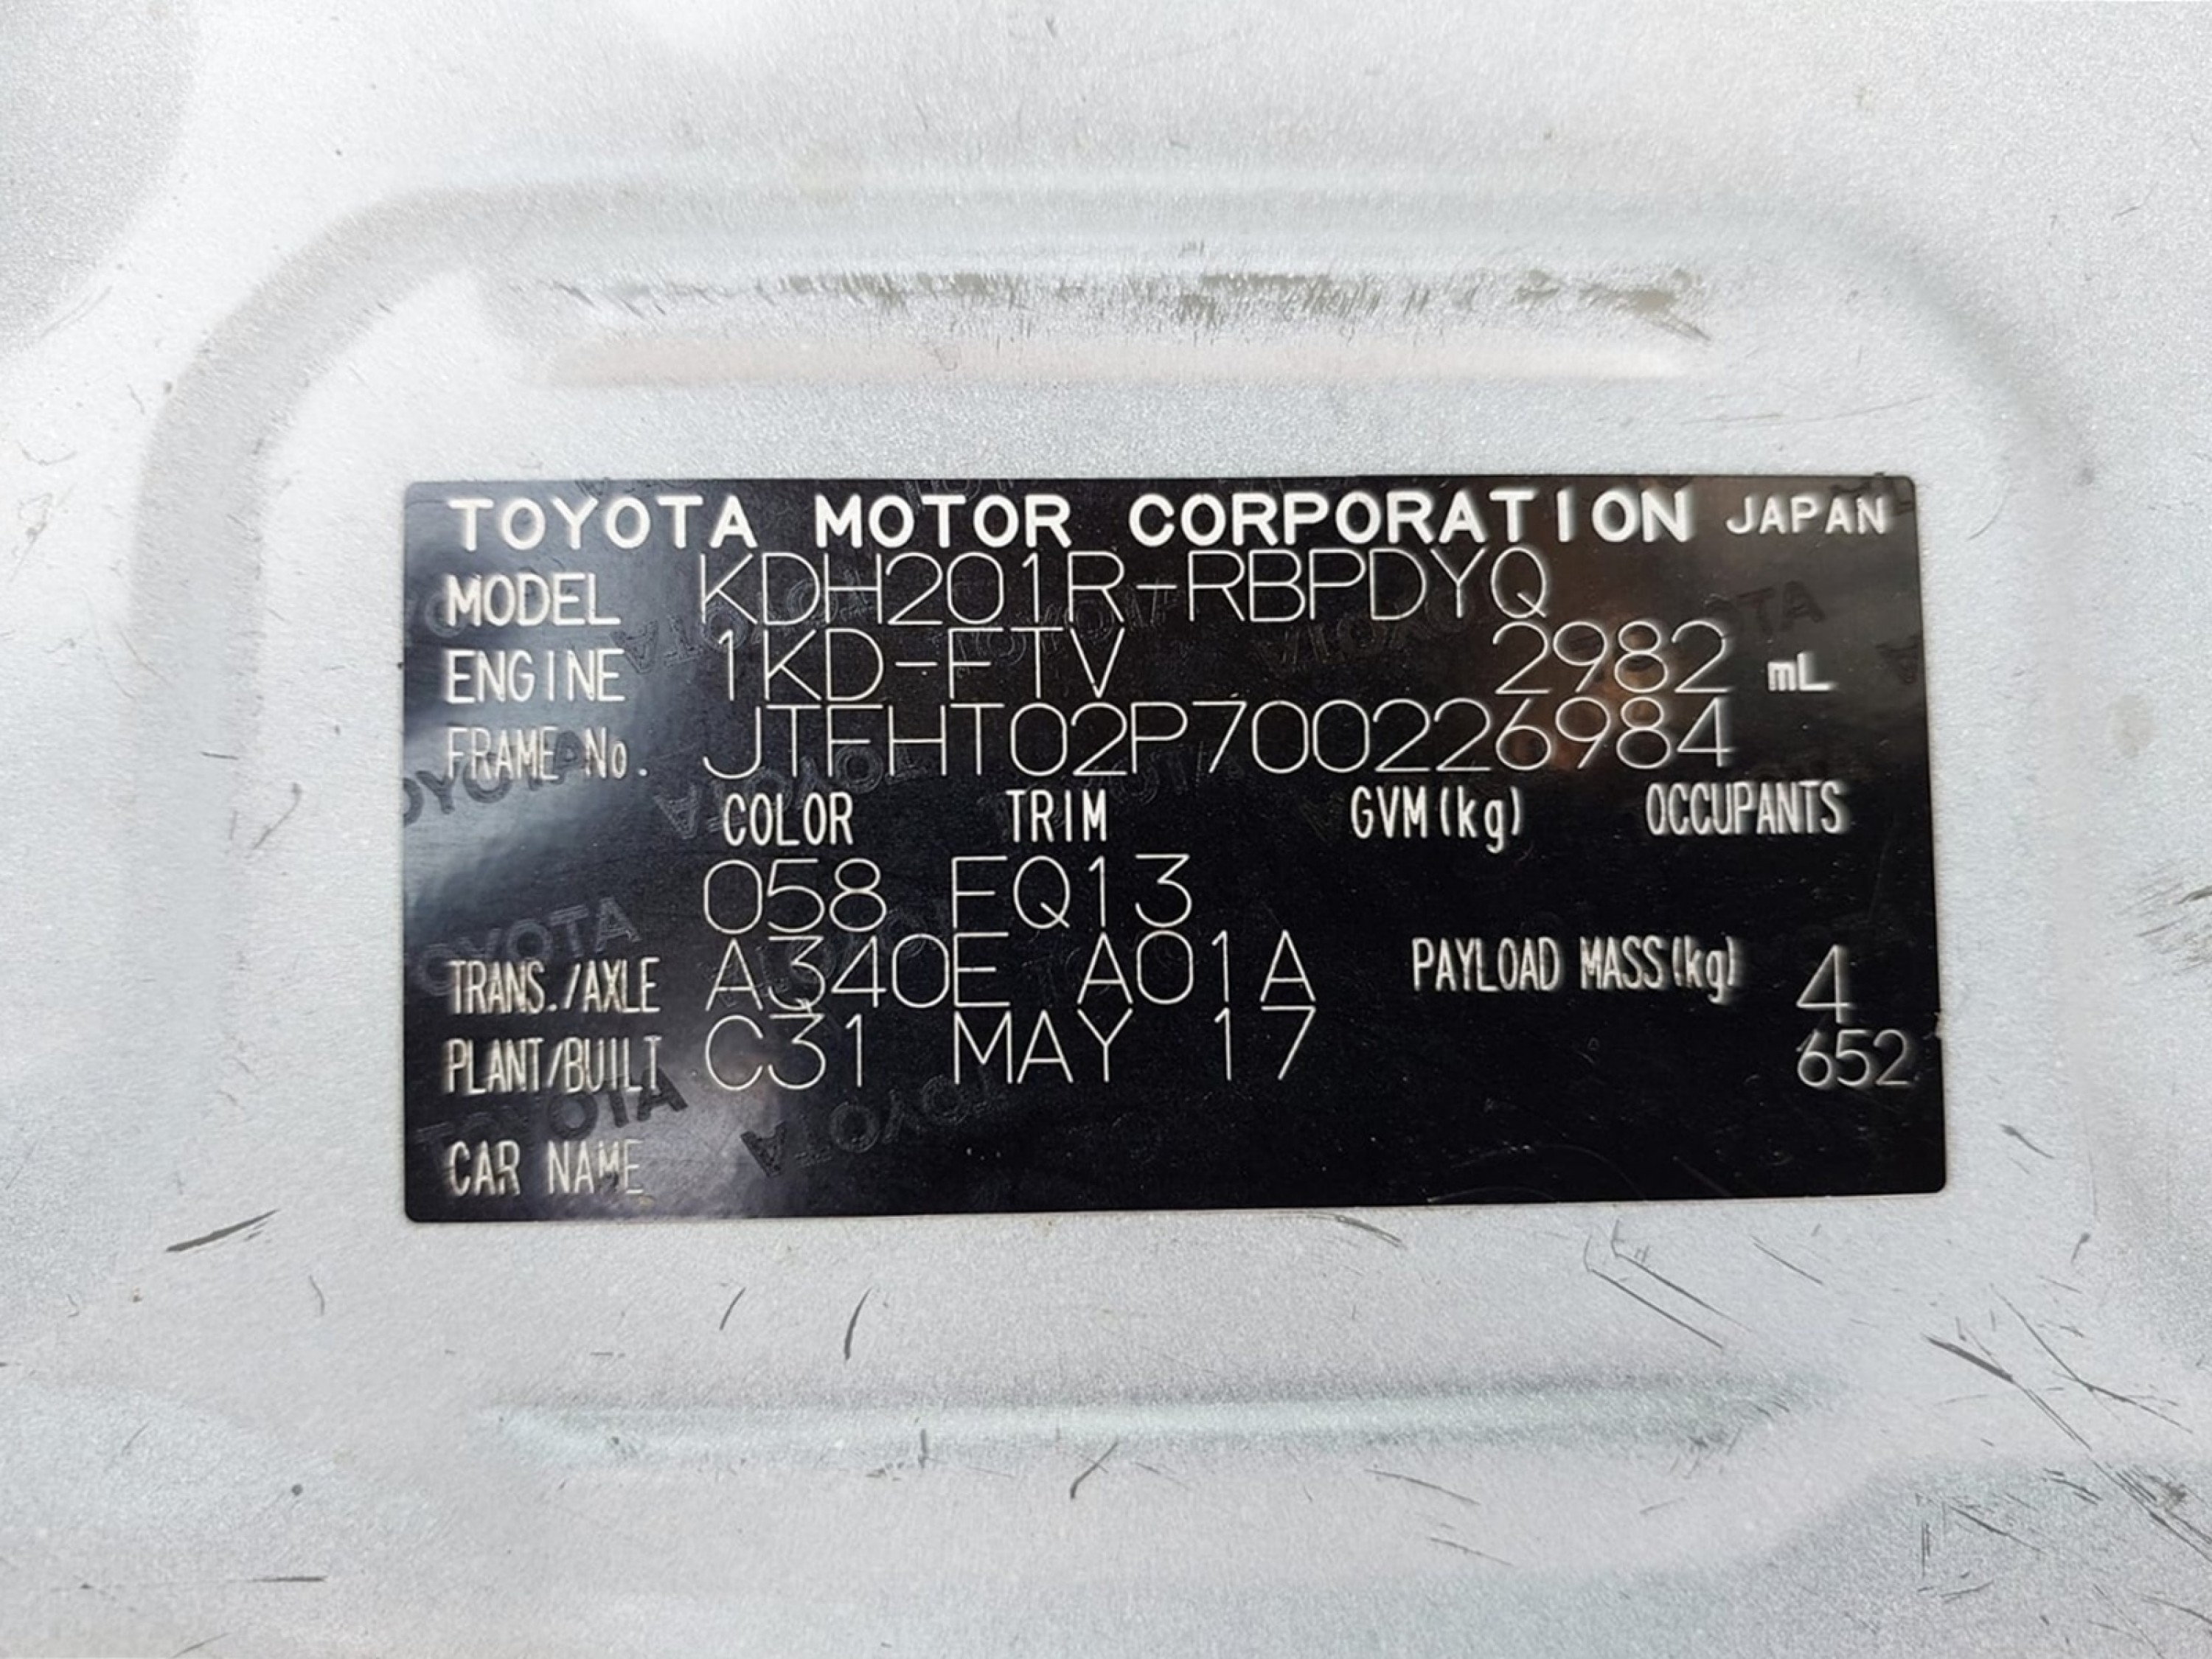 TOYOTA MOTOR CORPORATION JAPAN
MODEL KDH201R-RBPDYQ
ENGINE 1KD-FTV 2982 mL
FRAME No. JTFHT02P700226984
COLOR TRIM GVM(kg) OCCUPANTS
058 FQ13
TRANS./AXLE A340E A01A PAYLOAD MASS(kg) 4
PLANT/BUILT C31 MAY 17 652
CAR NAME